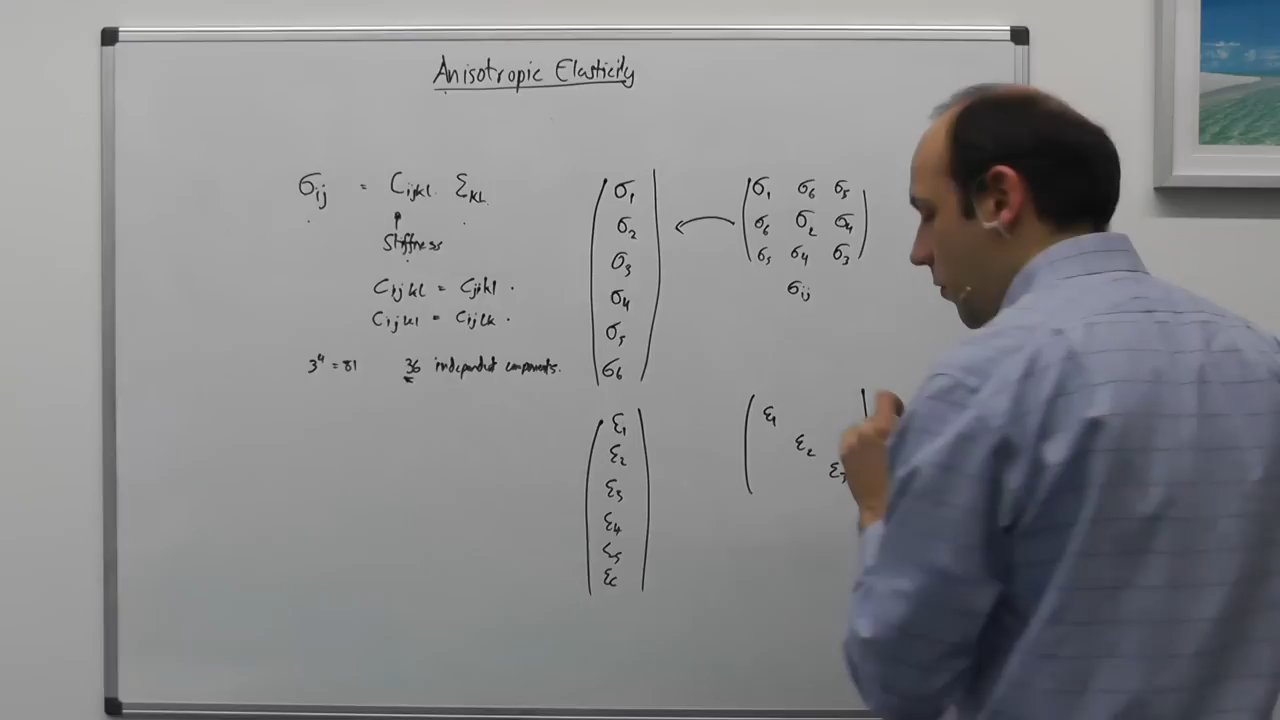 Anisotropic Elasticity
σij = Cijkl εkl
Stiffness
Cijkl = Cjikl .
Cijkl = Cijlk .
3^4 = 81 36 independent components.
σ1
σ2
σ3
σ4
σ5
σ6
σ1 σ6 σ5
σ6 σ2 σ4
σ5 σ4 σ3
σij
ε1
ε2
ε3
ε4
ε5
ε6
ε1
ε2
ε3